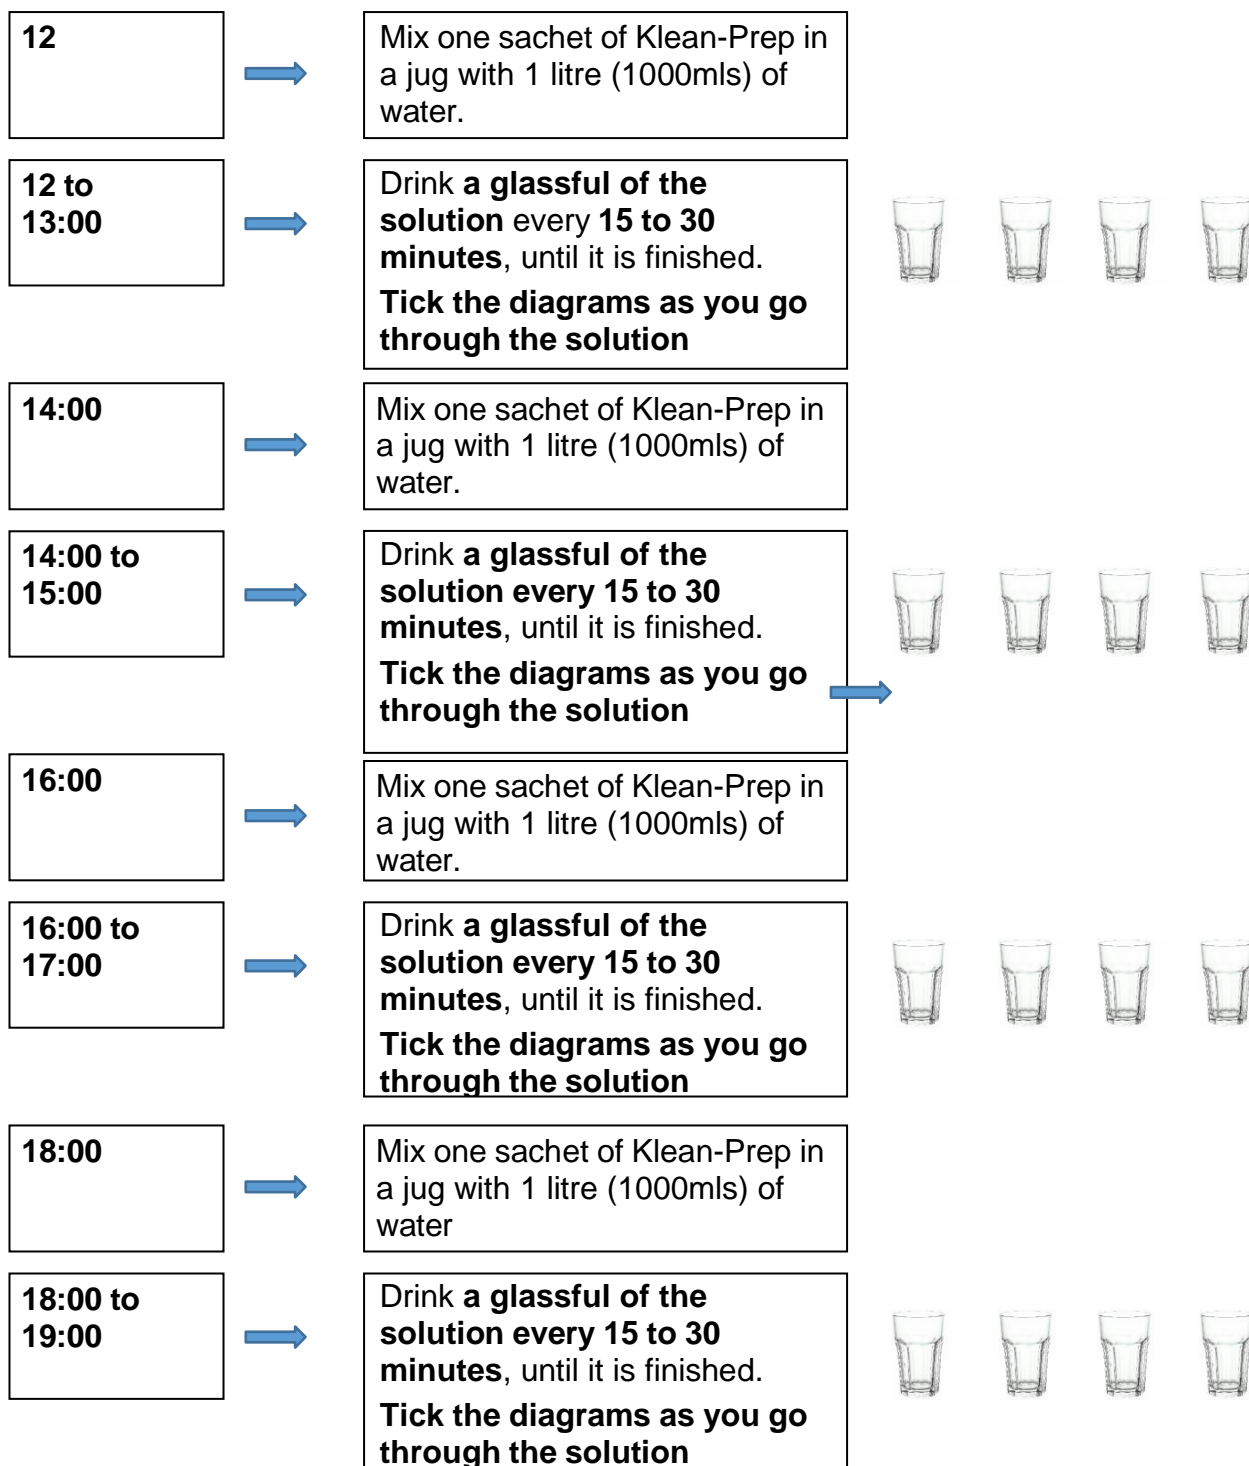 12
Mix one sachet of Klean-Prep in
a jug with 1 litre (1000mls) of
water.
12 to
13:00
Drink a glassful of the
solution every 15 to 30
minutes, until it is finished.
Tick the diagrams as you go
through the solution
14:00
Mix one sachet of Klean-Prep in
a jug with 1 litre (1000mls) of
water.
14:00 to
15:00
Drink a glassful of the
solution every 15 to 30
minutes, until it is finished.
Tick the diagrams as you go
through the solution
16:00
Mix one sachet of Klean-Prep in
a jug with 1 litre (1000mls) of
water.
16:00 to
17:00
Drink a glassful of the
solution every 15 to 30
minutes, until it is finished.
Tick the diagrams as you go
through the solution
18:00
Mix one sachet of Klean-Prep in
a jug with 1 litre (1000mls) of
water
18:00 to
19:00
Drink a glassful of the
solution every 15 to 30
minutes, until it is finished.
Tick the diagrams as you go
through the solution